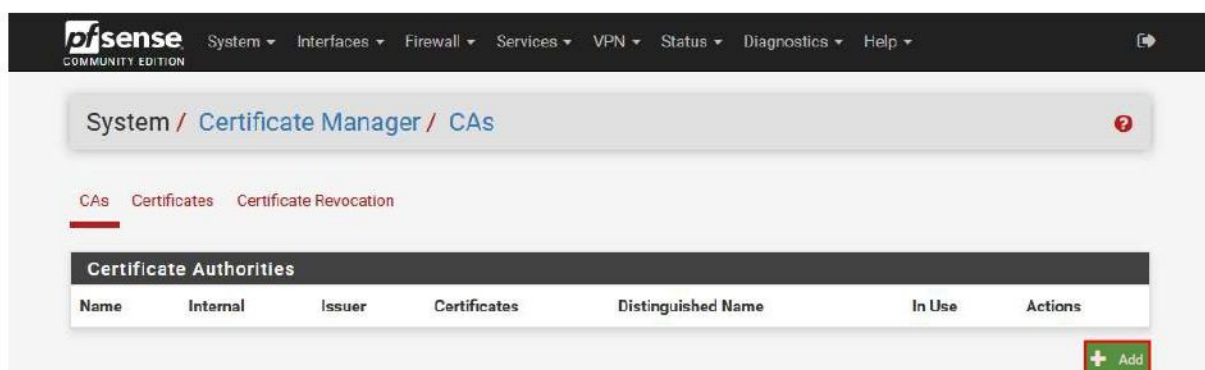 pfsense System Interfaces Firewall Services VPN Status Diagnostics Help
COMMUNITY EDITION
System / Certificate Manager / CAs
CAs Certificates Certificate Revocation
Certificate Authorities
Name Internal Issuer Certificates Distinguished Name In Use Actions
+ Add